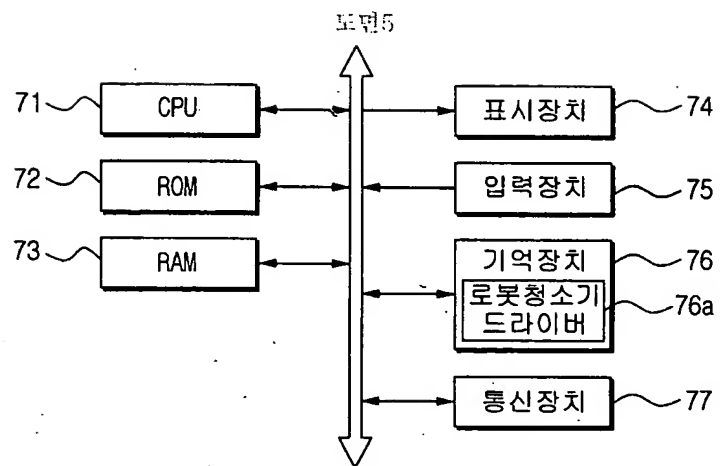 도면5
71 CPU
표시장치 74
72 ROM
입력장치 75
73 RAM
기억장치 76
로봇청소기
드라이버 76a
통신장치 77